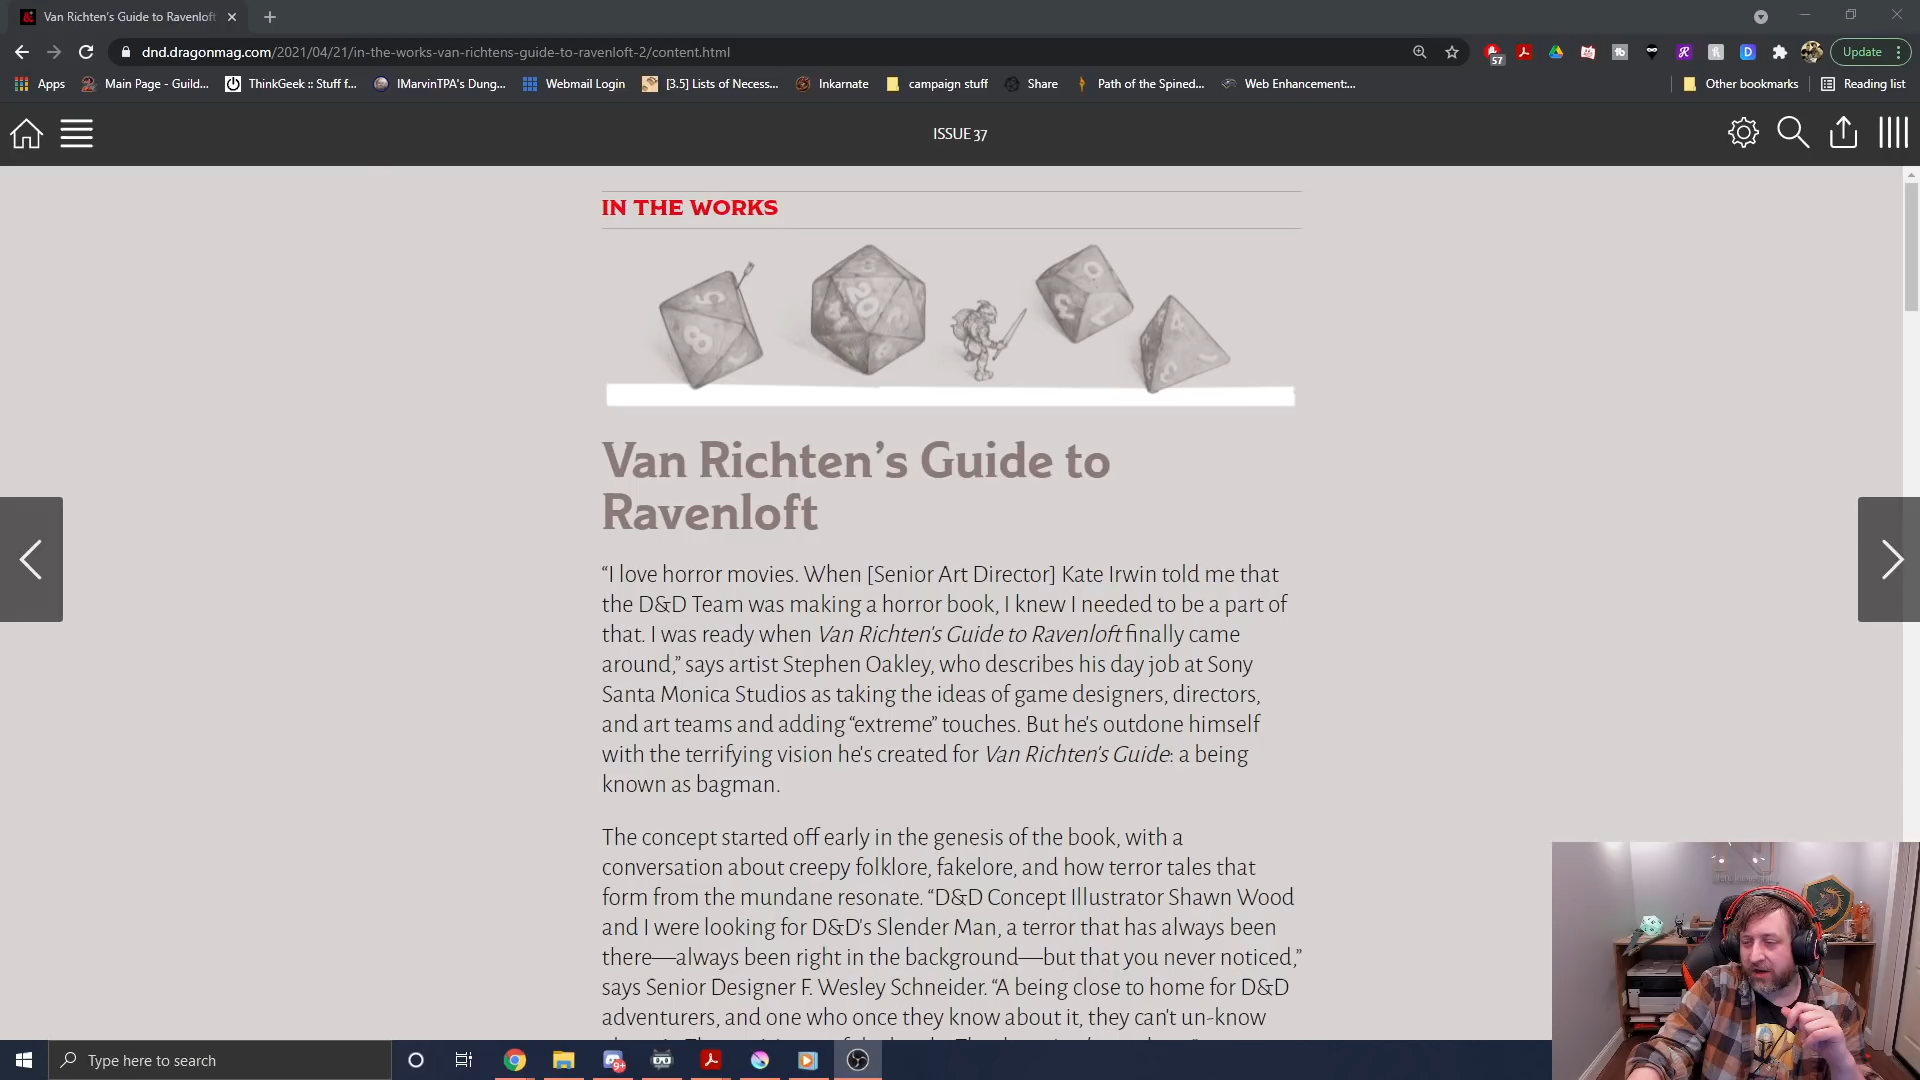 Van Richten's Guide to Ravenloft
dnd.dragonmag.com/2021/04/21/in-the-works-van-richtens-guide-to-ravenloft-2/content.html
57
Update
Apps
Main Page - Guild...
ThinkGeek :: Stuff f...
IMarvinTPA's Dung...
Webmail Login
[3.5] Lists of Necess...
Inkarnate
campaign stuff
Share
Path of the Spined...
Web Enhancement:...
Other bookmarks
Reading list
ISSUE 37
IN THE WORKS
5
8
20
0
3
1
4
3
Van Richten’s Guide to
Ravenloft
“I love horror movies. When [Senior Art Director] Kate Irwin told me that
the D&D Team was making a horror book, I knew I needed to be a part of
that. I was ready when Van Richten's Guide to Ravenloft finally came
around,” says artist Stephen Oakley, who describes his day job at Sony
Santa Monica Studios as taking the ideas of game designers, directors,
and art teams and adding “extreme” touches. But he's outdone himself
with the terrifying vision he's created for Van Richten's Guide: a being
known as bagman.
The concept started off early in the genesis of the book, with a
conversation about creepy folklore, fakelore, and how terror tales that
form from the mundane resonate. “D&D Concept Illustrator Shawn Wood
and I were looking for D&D's Slender Man, a terror that has always been
there—always been right in the background—but that you never noticed,”
says Senior Designer F. Wesley Schneider. “A being close to home for D&D
adventurers, and one who once they know about it, they can't un-know
Type here to search
9+